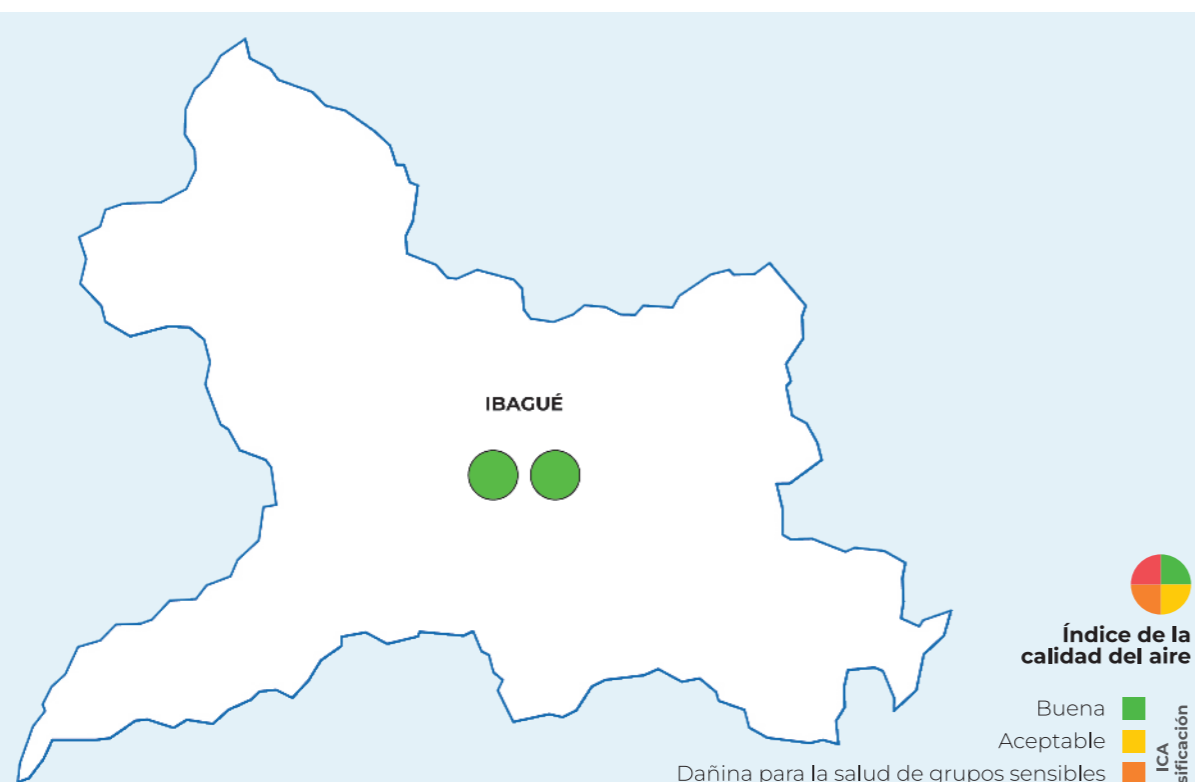 IBAGUÉ
Índice de la
calidad del aire
Buena
Aceptable
Dañina para la salud de grupos sensibles
ICA